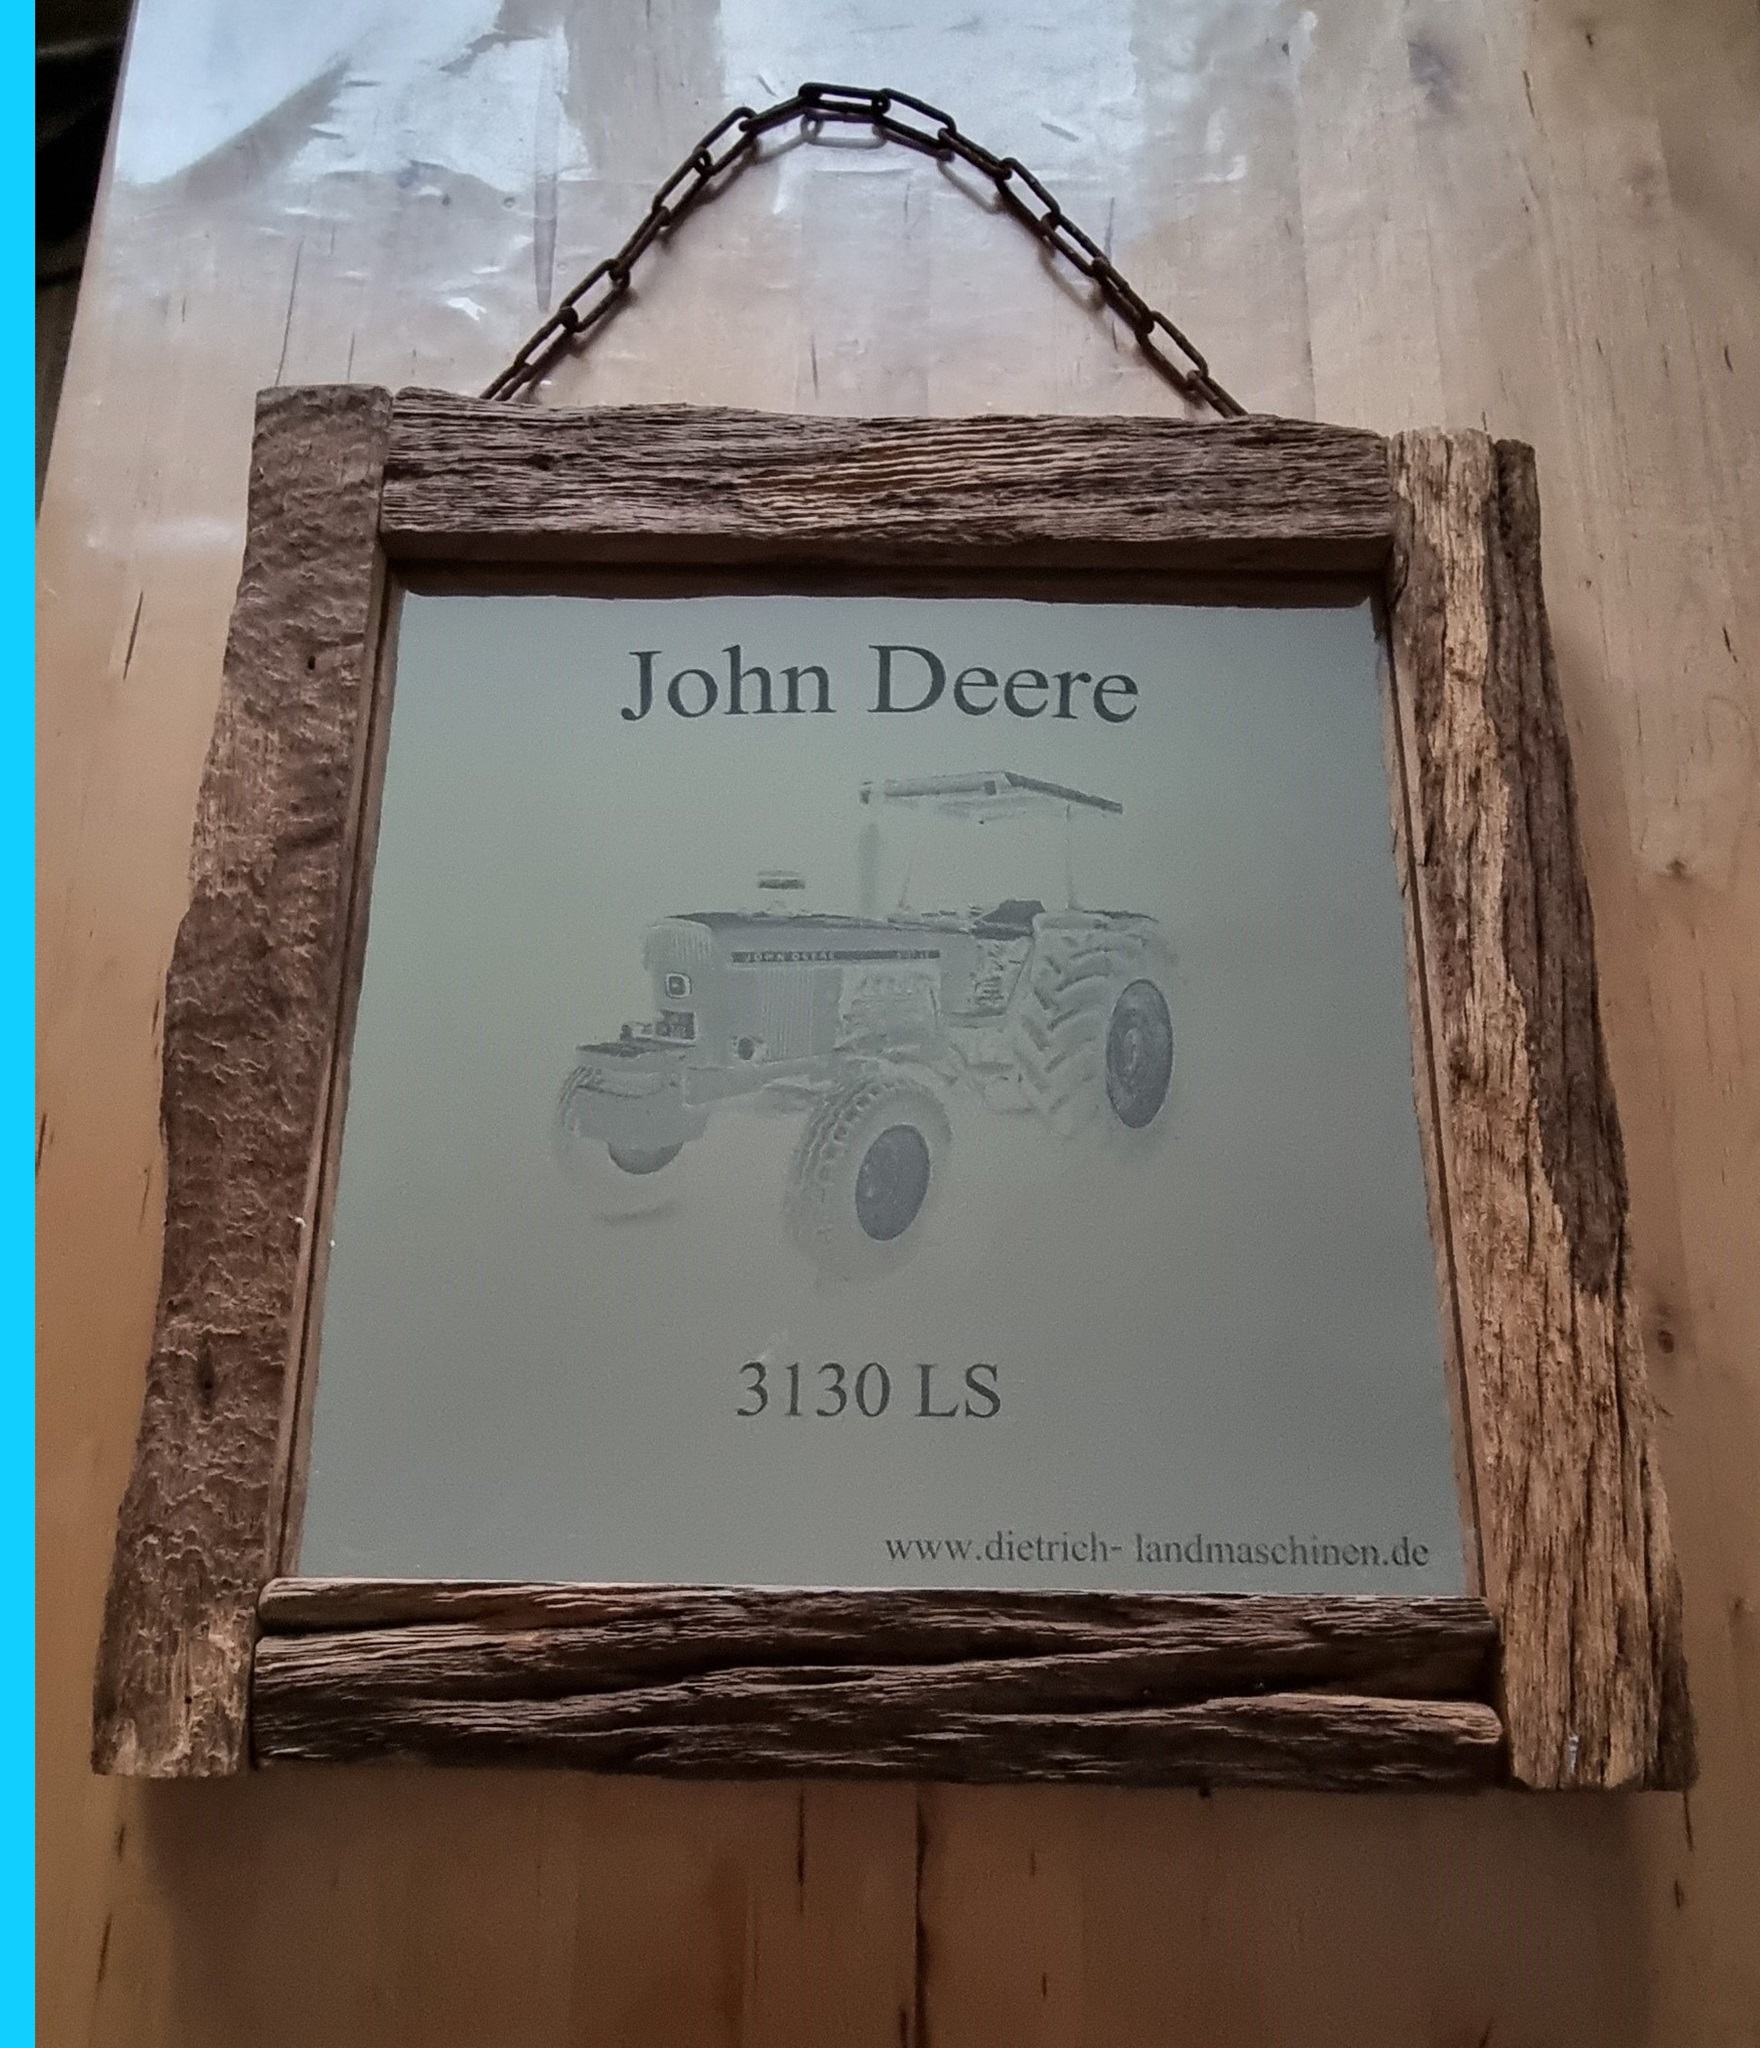 John Deere
JOHN DEERE
3130 LS
www.dietrich- landmaschinen.de